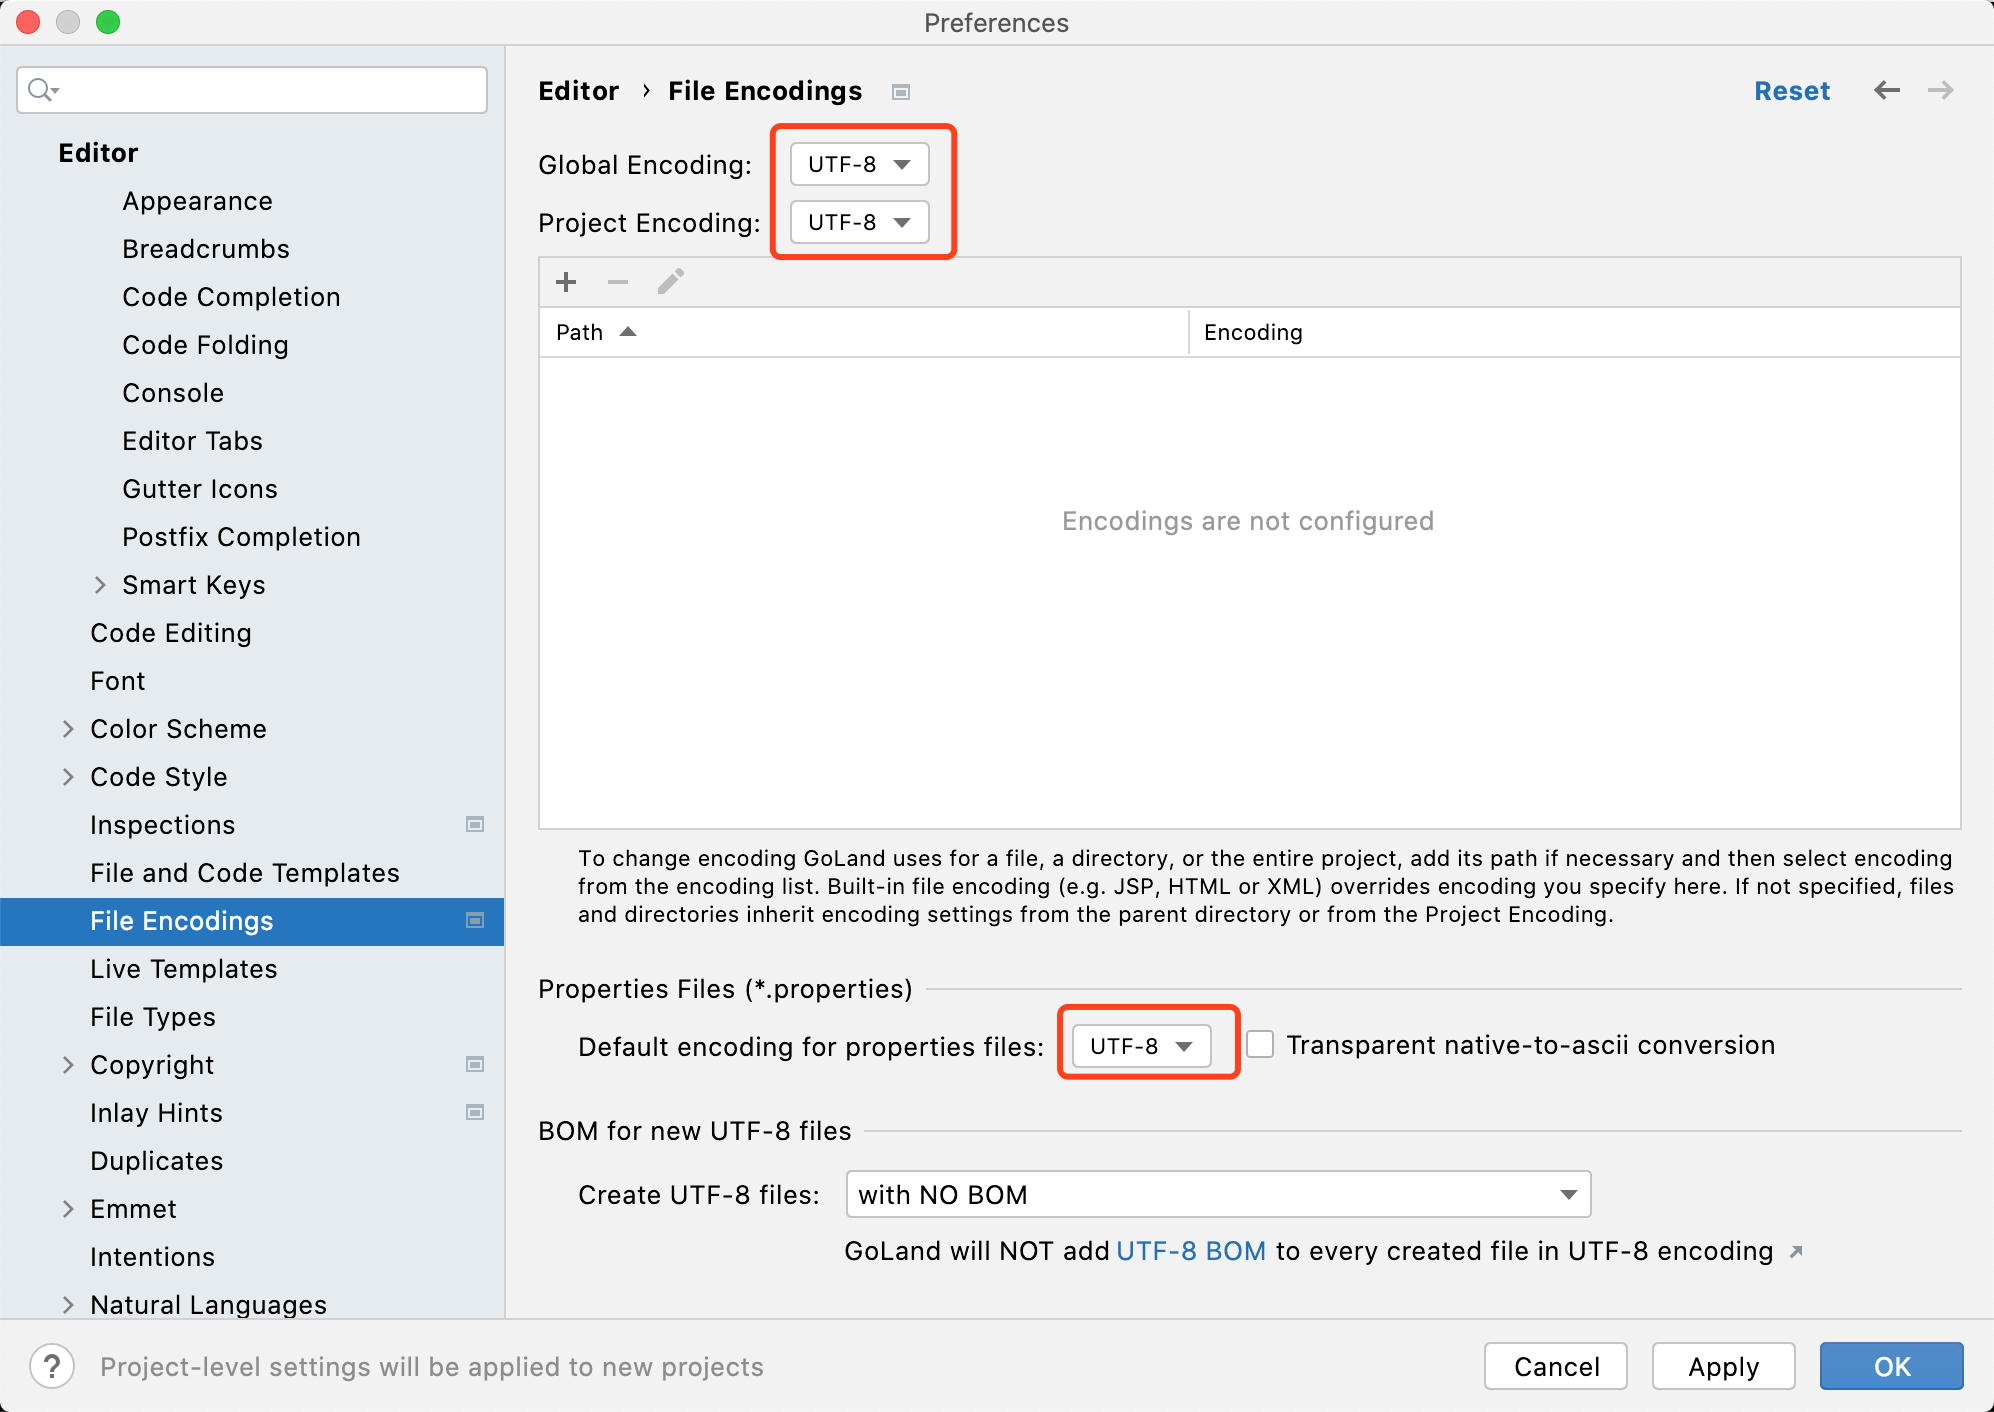 Preferences
Editor › File Encodings
Reset
Editor
Appearance
Breadcrumbs
Code Completion
Code Folding
Console
Editor Tabs
Gutter Icons
Postfix Completion
Smart Keys
Code Editing
Font
Color Scheme
Code Style
Inspections
File and Code Templates
File Encodings
Live Templates
File Types
Copyright
Inlay Hints
Duplicates
Emmet
Intentions
Natural Languages
Global Encoding: UTF-8
Project Encoding: UTF-8
Path Encoding
Encodings are not configured
To change encoding GoLand uses for a file, a directory, or the entire project, add its path if necessary and then select encoding
from the encoding list. Built-in file encoding (e.g. JSP, HTML or XML) overrides encoding you specify here. If not specified, files
and directories inherit encoding settings from the parent directory or from the Project Encoding.
Properties Files (*.properties)
Default encoding for properties files: UTF-8 Transparent native-to-ascii conversion
BOM for new UTF-8 files
Create UTF-8 files: with NO BOM
GoLand will NOT add UTF-8 BOM to every created file in UTF-8 encoding
? Project-level settings will be applied to new projects
Cancel Apply OK